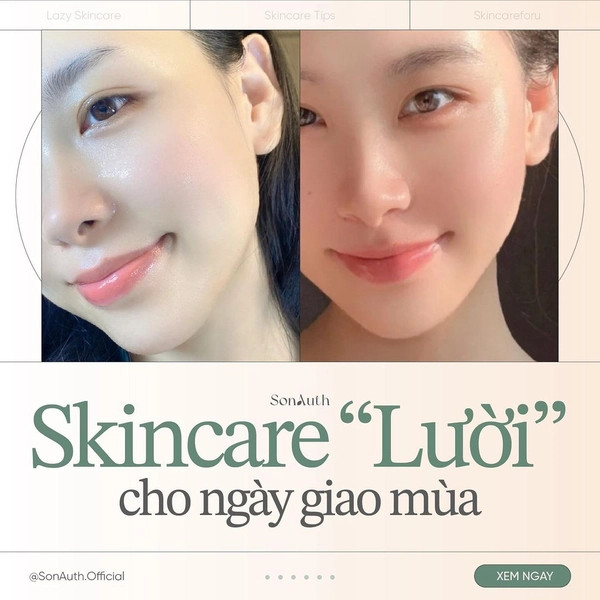 Lazy Skincare
Skincare Tips
Skincareforu
SonAuth
Skincare “Lười”
cho ngày giao mùa
@SonAuth.Official
XEM NGAY